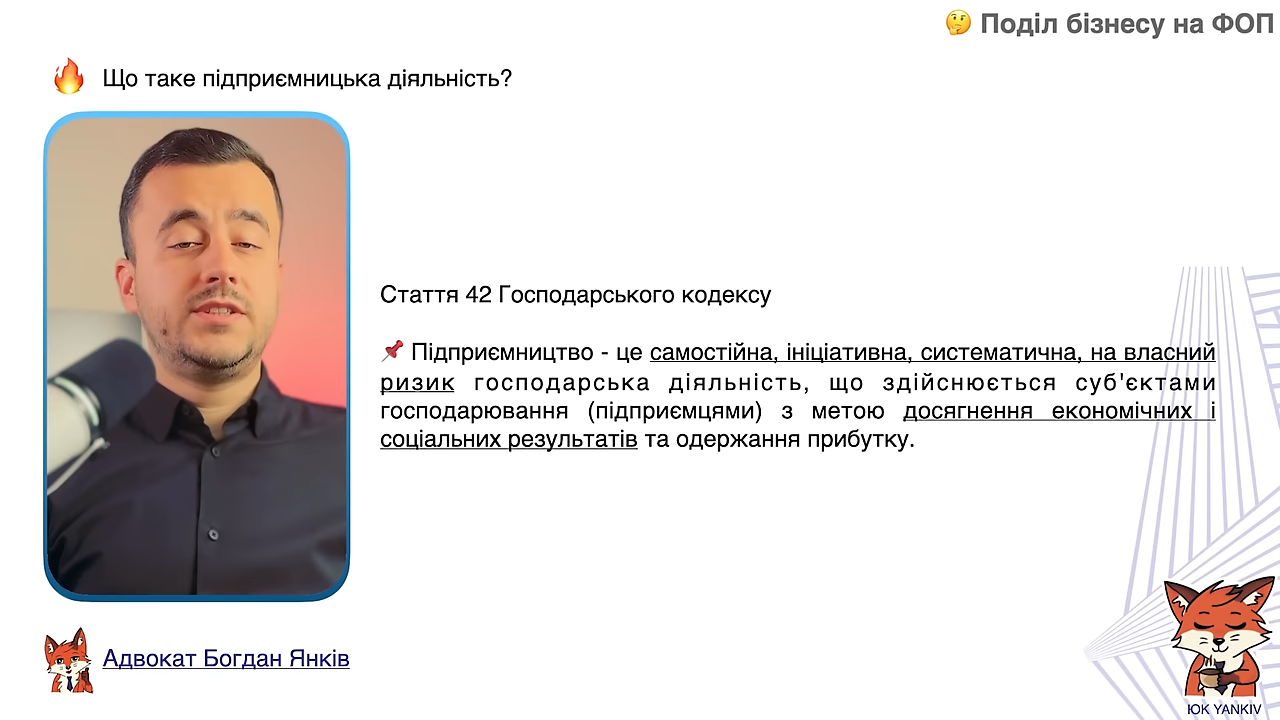 🤔 Поділ бізнесу на ФОП
🔥 Що таке підприємницька діяльність?
Стаття 42 Господарського кодексу
📌 Підприємництво - це самостійна, ініціативна, систематична, на власний
ризик господарська діяльність, що здійснюється суб'єктами
господарювання (підприємцями) з метою досягнення економічних і
соціальних результатів та одержання прибутку.
Адвокат Богдан Янків
ЮК YANKIV